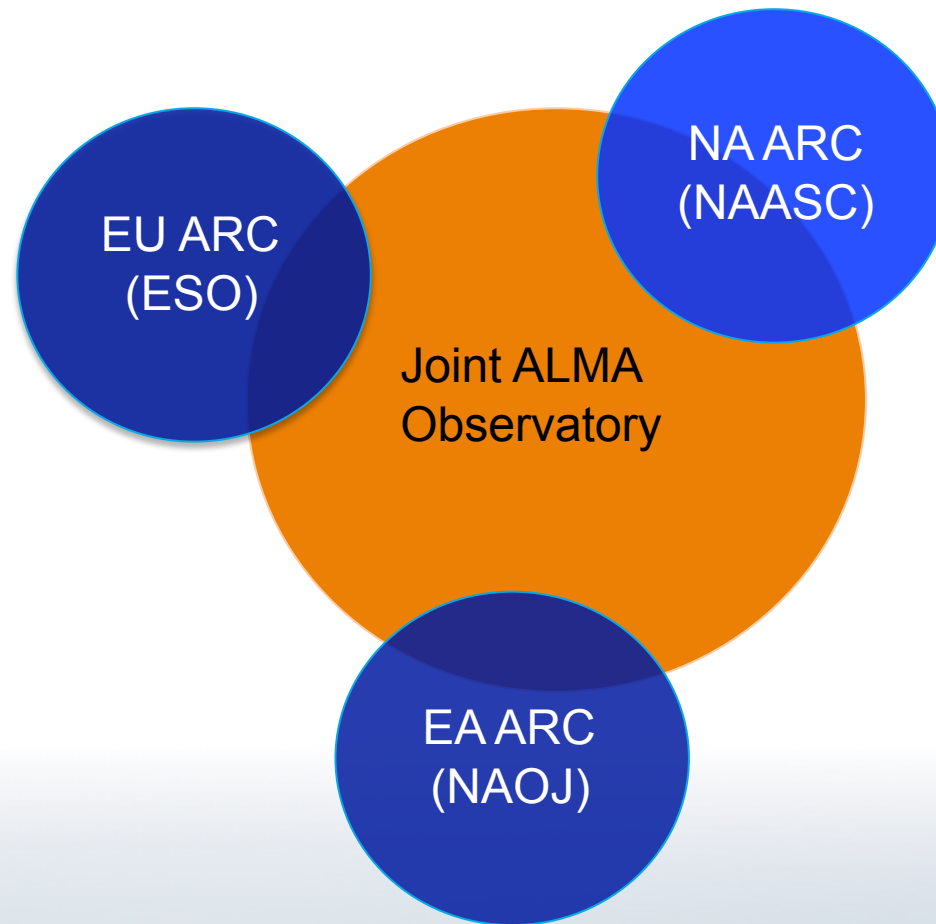 NA ARC
(NAASC)
EU ARC
(ESO)
Joint ALMA
Observatory
EA ARC
(NAOJ)